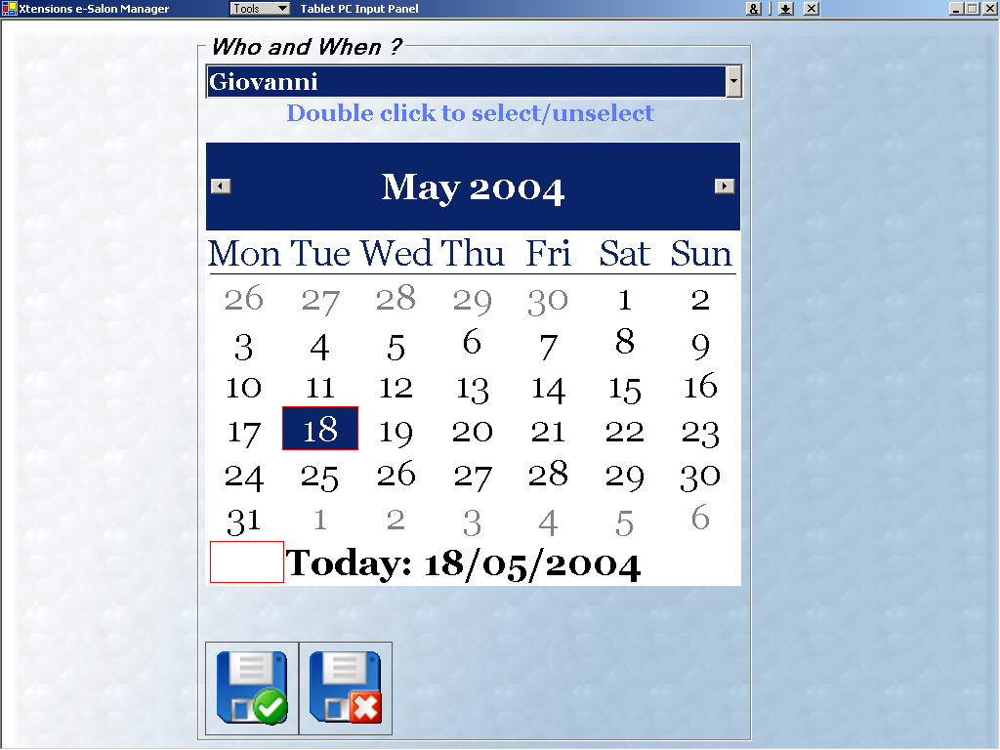 Xtensions e-Salon Manager Tools Tablet PC Input Panel &
Who and When ?
Giovanni
Double click to select/unselect
May 2004
Mon Tue Wed Thu Fri Sat Sun
26 27 28 29 30 1 2
3 4 5 6 7 8 9
10 11 12 13 14 15 16
17 18 19 20 21 22 23
24 25 26 27 28 29 30
31 1 2 3 4 5 6
Today: 18/05/2004